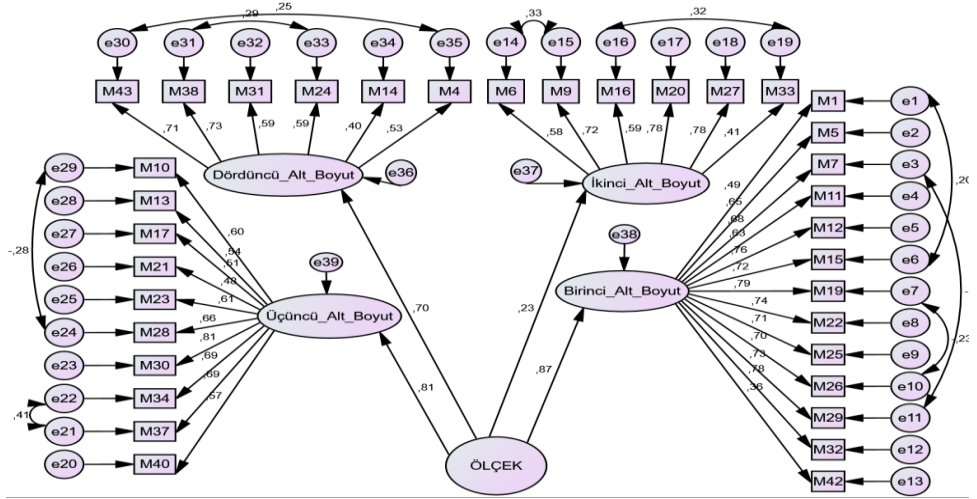 ,25
,29
,33
,32
e30 e31 e32 e33 e34 e35 e14 e15 e16 e17 e18 e19
M43 M38 M31 M24 M14 M4 M6 M9 M16 M20 M27 M33
,71 ,73 ,59 ,59 ,40 ,53 ,58 ,72 ,59 ,78 ,78 ,41
Dördüncü_Alt_Boyut
e36
e37
İkinci_Alt_Boyut
e29 M10
e28 M13
e27 M17
e26 M21
e25 M23
e24 M28
e23 M30
e22 M34
e21 M37
e20 M40
-,28
,41
,60
,54
,51
,48
,61
,66
,81
,69
,69
,57
e39
Üçüncü_Alt_Boyut
e38
Birinci_Alt_Boyut
M1 e1
M5 e2
M7 e3
M11 e4
M12 e5
M15 e6
M19 e7
M22 e8
M25 e9
M26 e10
M29 e11
M32 e12
M42 e13
,49
,65
,68
,63
,76
,72
,79
,74
,71
,70
,73
,78
,36
,20
-,23
,70
,23
,81
,87
ÖLÇEK